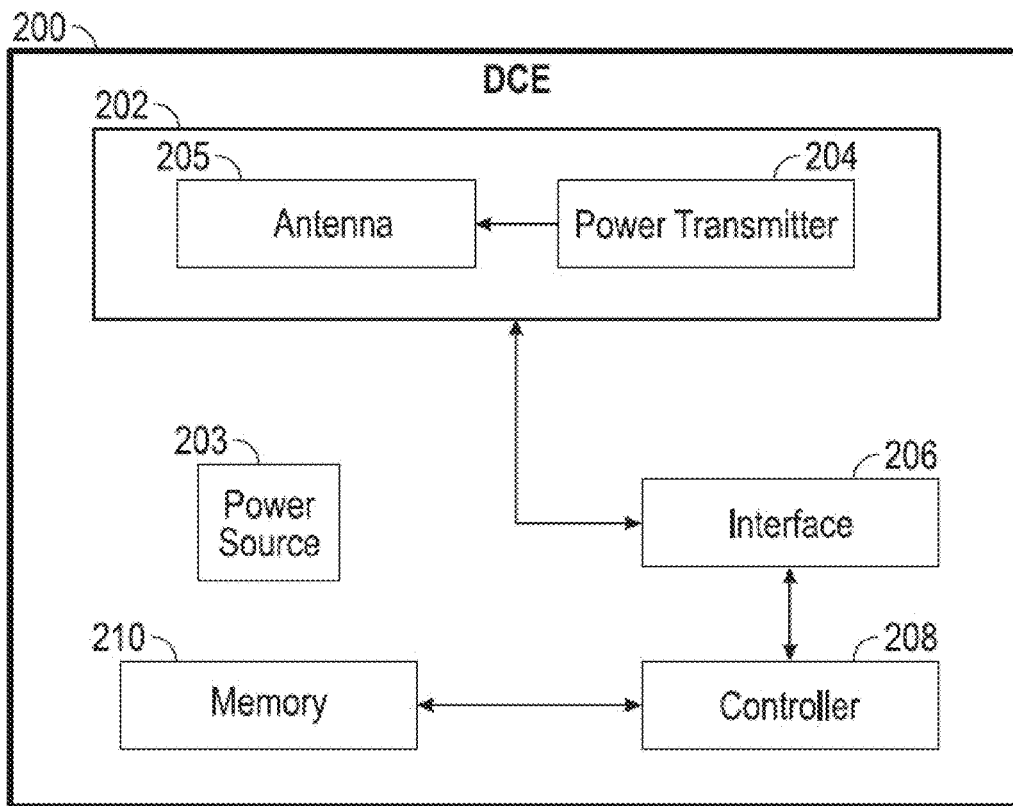 200
DCE
202
205
204
Antenna
Power Transmitter
203
206
Power
Source
Interface
210
208
Memory
Controller